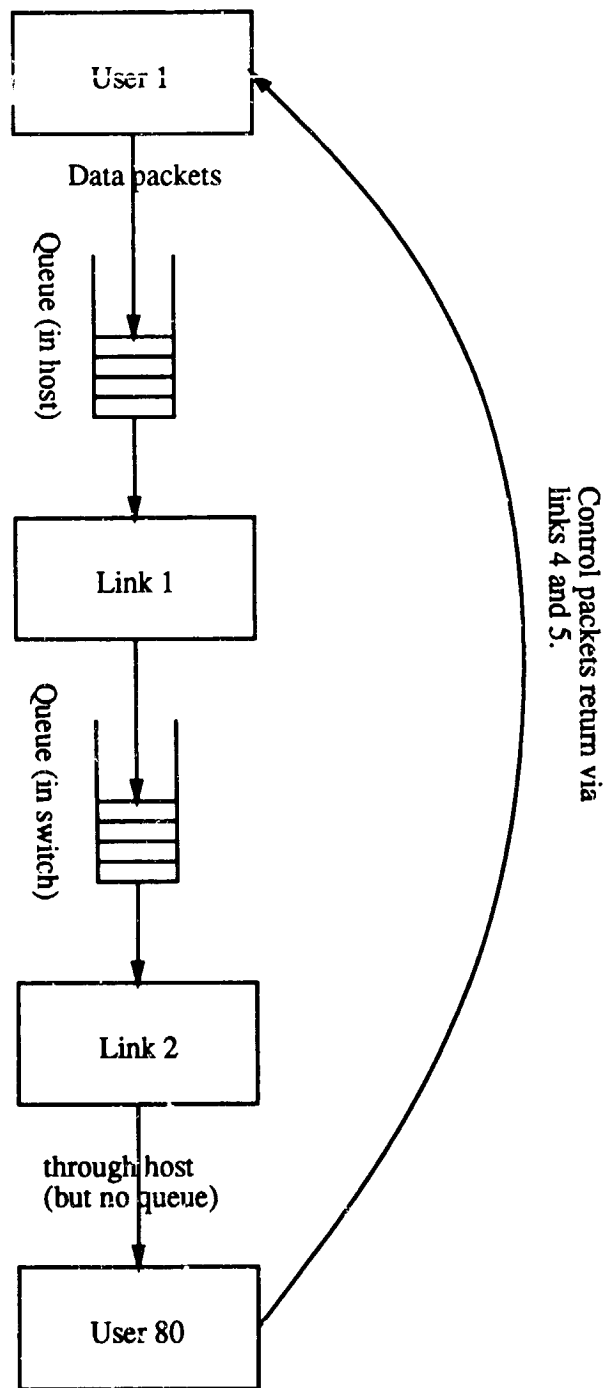 User 1
Data packets
Queue (in host)
Link 1
Control packets return via
links 4 and 5.
Queue (in switch)
Link 2
through host
(but no queue)
User 80